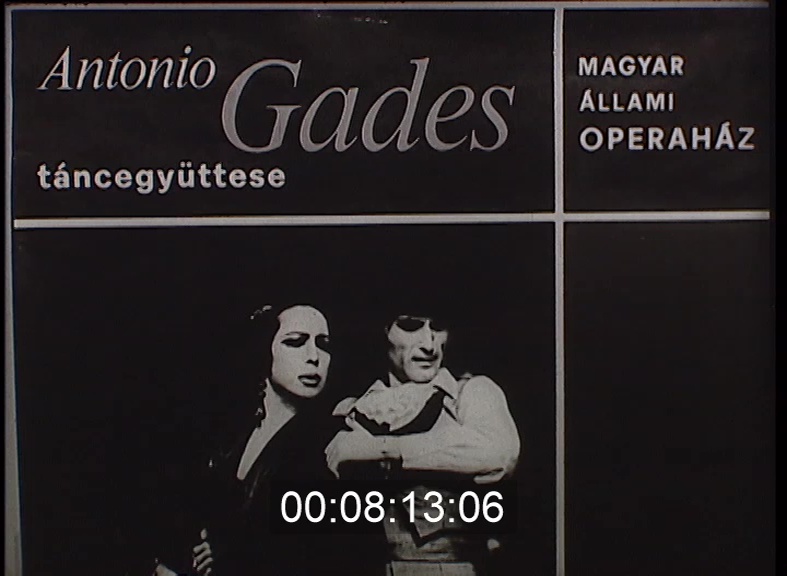 Antonio Gades
táncegyüttese
MAGYAR
ÁLLAMI
OPERAHÁZ
00:08:13:06